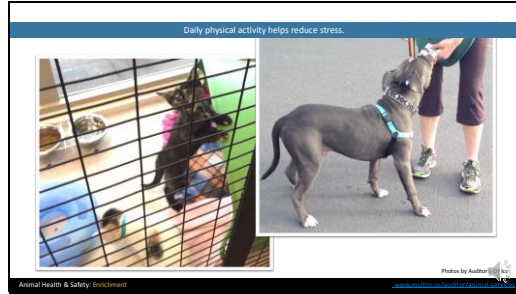 Daily physical activity helps reduce stress.
Photos by Auditor's Office
Animal Health & Safety: Enrichment
www.multco.us/auditor/animal-services